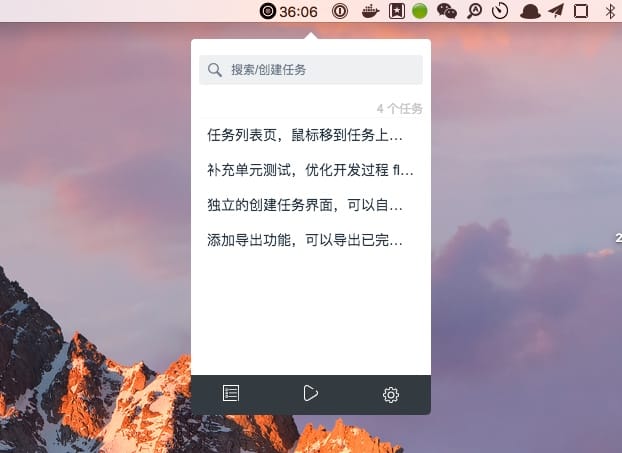 36:06
搜索/创建任务
4 个任务
任务列表页，鼠标移到任务上…
补充单元测试，优化开发过程 fl…
独立的创建任务界面，可以自…
添加导出功能，可以导出已完…
2